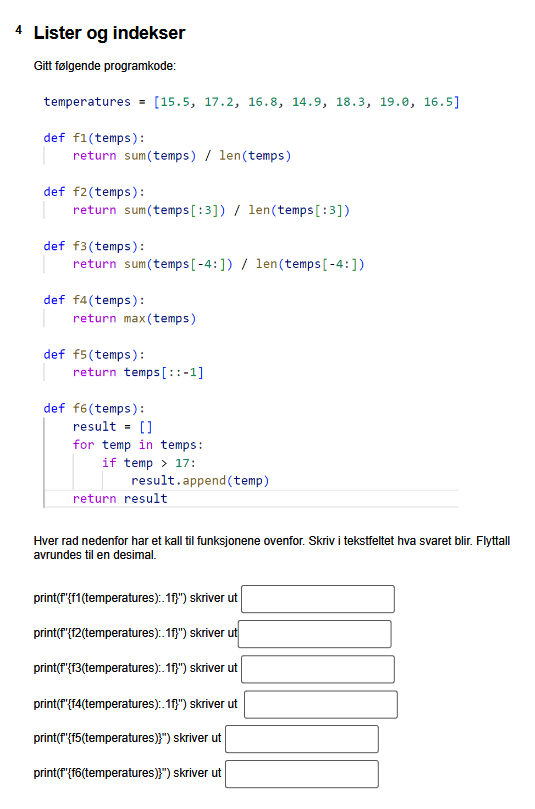 4 Lister og indekser
Gitt følgende programkode:
temperatures = [15.5, 17.2, 16.8, 14.9, 18.3, 19.0, 16.5]
def f1(temps):
    return sum(temps) / len(temps)
def f2(temps):
    return sum(temps[:3]) / len(temps[:3])
def f3(temps):
    return sum(temps[-4:]) / len(temps[-4:])
def f4(temps):
    return max(temps)
def f5(temps):
    return temps[::-1]
def f6(temps):
    result = []
    for temp in temps:
        if temp > 17:
            result.append(temp)
    return result
Hver rad nedenfor har et kall til funksjonene ovenfor. Skriv i tekstfeltet hva svaret blir. Flyttall
avrundes til en desimal.
print(f"{f1(temperatures):.1f}") skriver ut
print(f"{f2(temperatures):.1f}") skriver ut
print(f"{f3(temperatures):.1f}") skriver ut
print(f"{f4(temperatures):.1f}") skriver ut
print(f"{f5(temperatures)}") skriver ut
print(f"{f6(temperatures)}") skriver ut